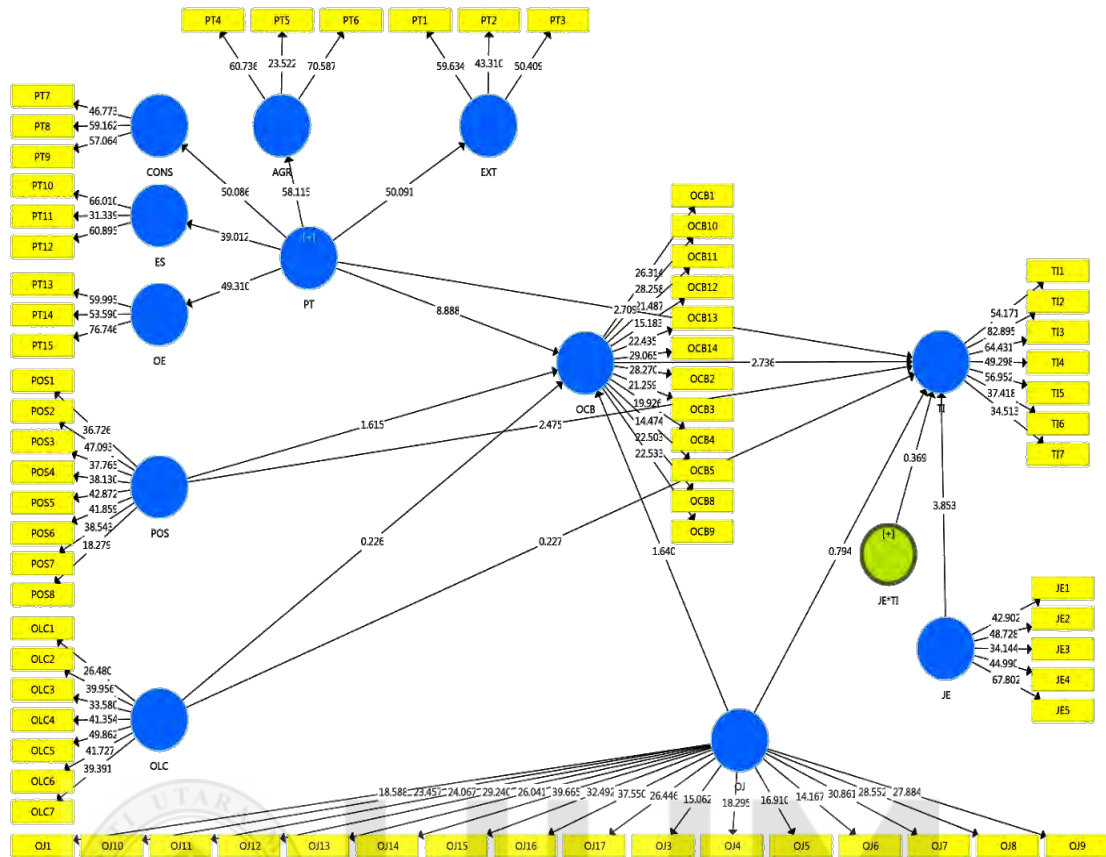 PT4 PT5 PT6 PT1 PT2 PT3
60.736 23.522 70.587 59.634 43.310 50.409
PT7
PT8
PT9
46.773
59.162
57.064
CONS
AGR
EXT
PT10
PT11
PT12
66.010
31.339
60.895
ES
PT13
PT14
PT15
59.995
53.590
76.746
OE
50.086
58.115
50.091
39.012
49.310
[+]
PT
8.888
2.709
OCB1
OCB10
OCB11
OCB12
OCB13
OCB14
OCB2
OCB3
OCB4
OCB5
OCB8
OCB9
26.314
28.258
21.487
15.183
22.435
29.065
28.270
21.259
19.926
14.474
22.503
22.533
OCB
2.736
TI1
TI2
TI3
TI4
TI5
TI6
TI7
54.171
82.895
64.431
49.298
56.952
37.418
34.513
TI
POS1
POS2
POS3
POS4
POS5
POS6
POS7
POS8
36.726
47.093
37.765
38.130
42.872
41.859
38.543
18.279
POS
1.615
2.475
0.226
0.227
1.640
0.794
0.369
3.853
[+]
JE*TI
JE1
JE2
JE3
JE4
JE5
42.902
48.728
34.144
44.990
67.802
JE
OLC1
OLC2
OLC3
OLC4
OLC5
OLC6
OLC7
26.480
39.956
33.580
41.354
49.862
41.727
39.391
OLC
OJ
18.588 23.457 24.067 29.240 26.041 39.665 32.492 37.550 26.446 15.062 18.295 16.910 14.167 30.861 28.552 27.884
OJ1 OJ10 OJ11 OJ12 OJ13 OJ14 OJ15 OJ16 OJ17 OJ3 OJ4 OJ5 OJ6 OJ7 OJ8 OJ9
UTARA